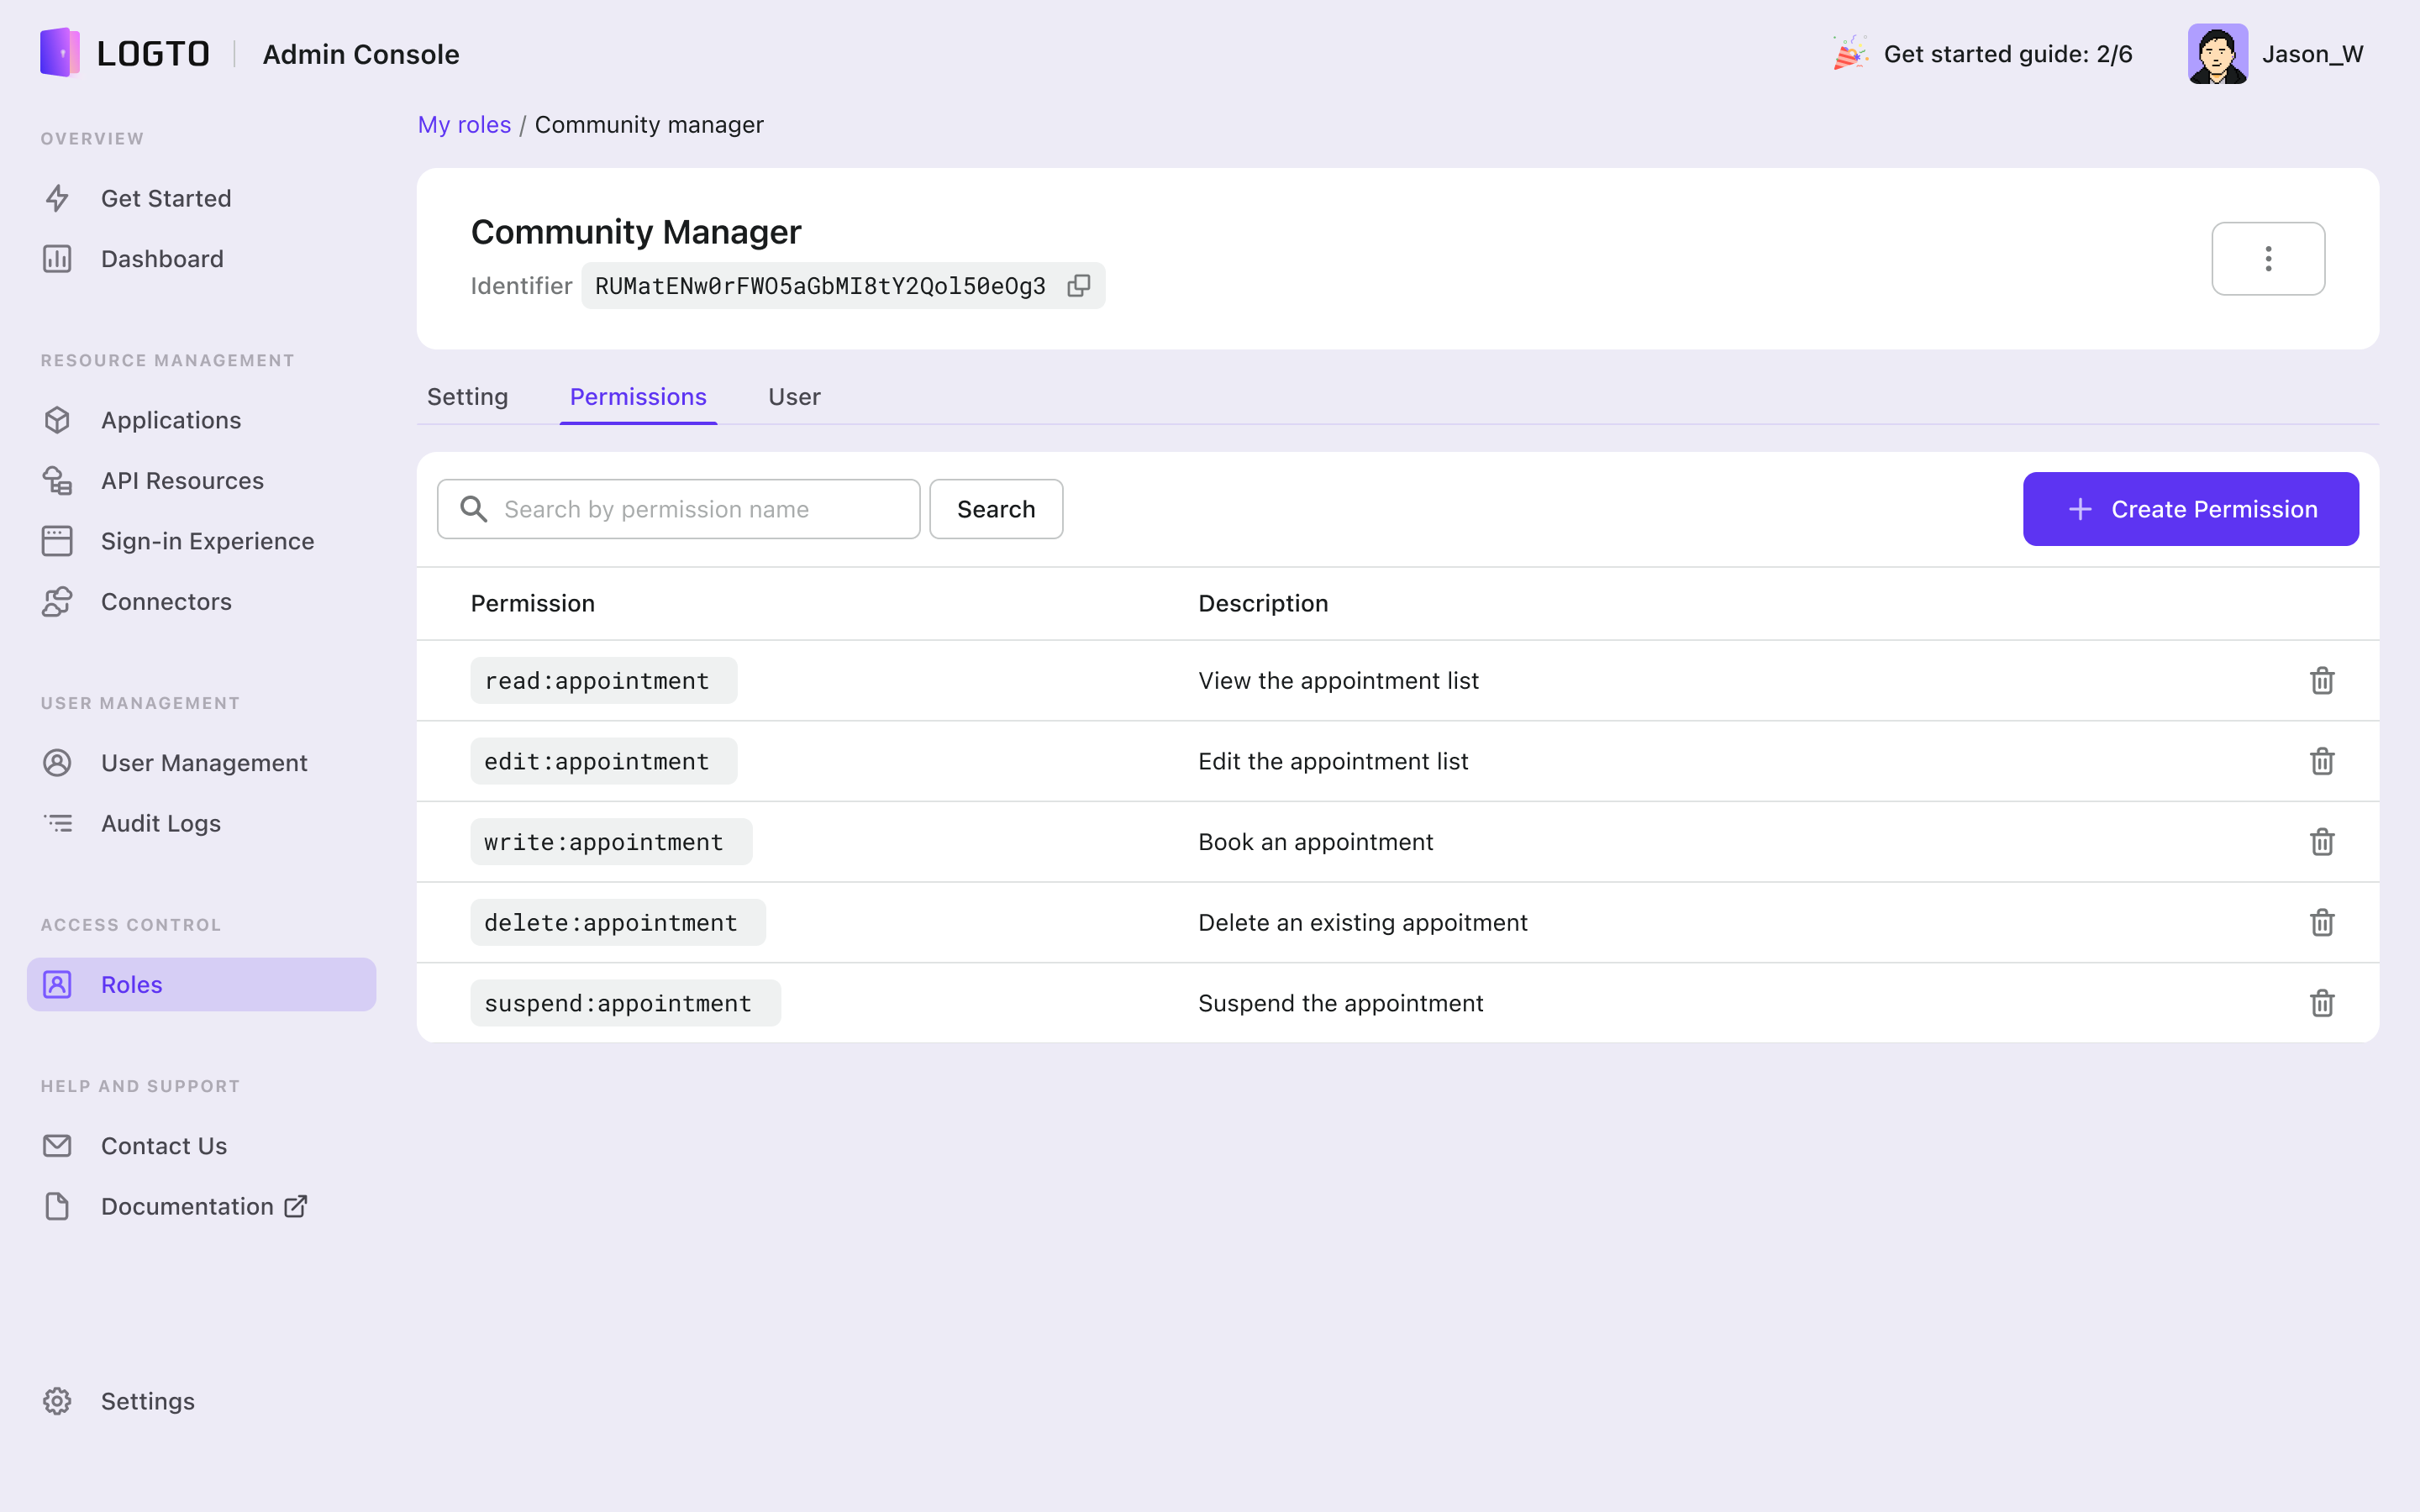 LOGTO
Admin Console
Get started guide: 2/6
Jason_W
OVERVIEW
Get Started
Dashboard
RESOURCE MANAGEMENT
Applications
API Resources
Sign-in Experience
Connectors
USER MANAGEMENT
User Management
Audit Logs
ACCESS CONTROL
Roles
HELP AND SUPPORT
Contact Us
Documentation
Settings
My roles / Community manager
Community Manager
Identifier RUMatENw0rFWO5aGbMI8tY2Qol50eOg3
Setting Permissions User
Search by permission name Search + Create Permission
Permission Description
read:appointment View the appointment list
edit:appointment Edit the appointment list
write:appointment Book an appointment
delete:appointment Delete an existing appoitment
suspend:appointment Suspend the appointment